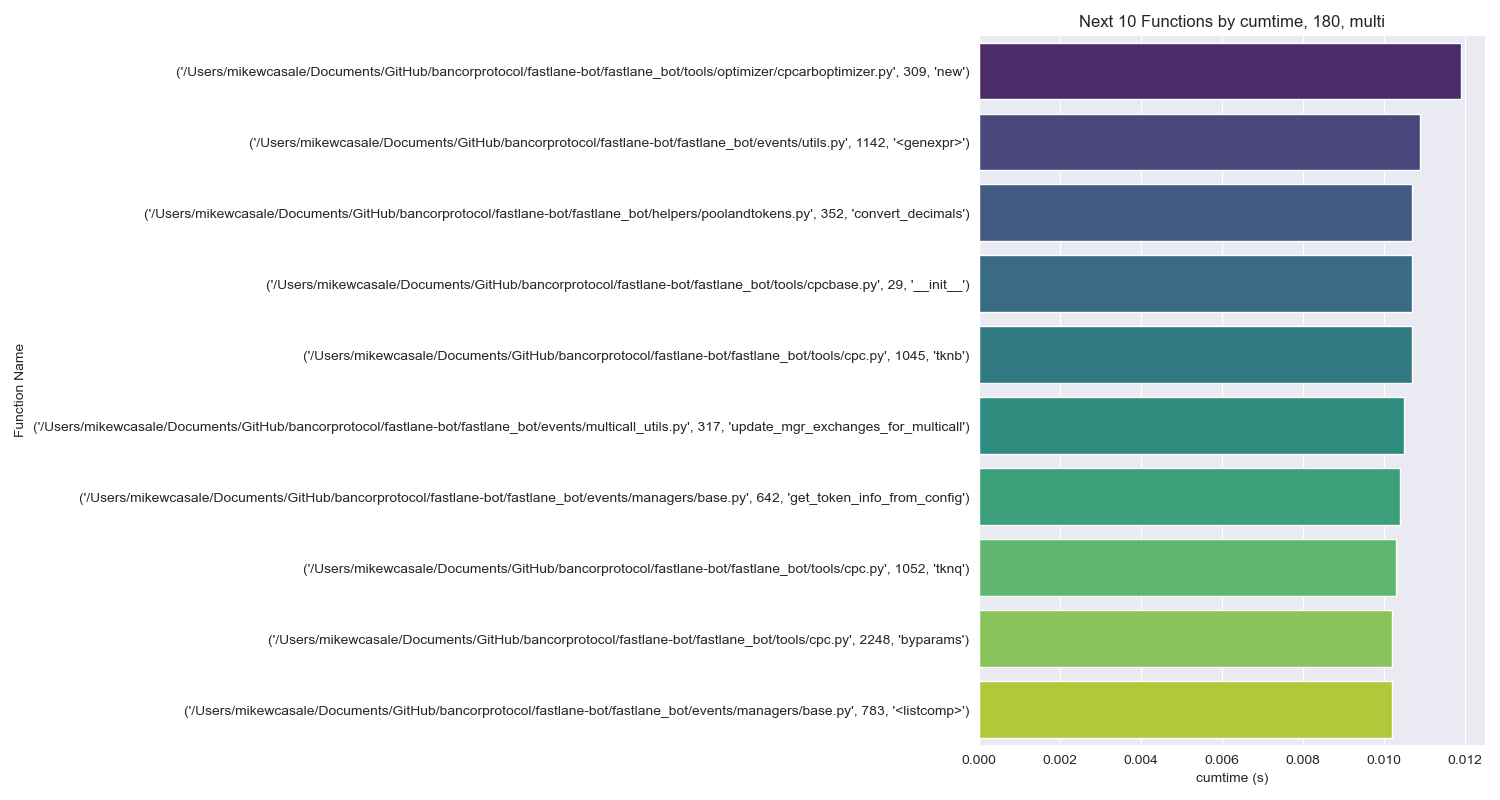 Next 10 Functions by cumtime, 180, multi
('/Users/mikewcasale/Documents/GitHub/bancorprotocol/fastlane-bot/fastlane_bot/tools/optimizer/cpcarboptimizer.py', 309, 'new')
('/Users/mikewcasale/Documents/GitHub/bancorprotocol/fastlane-bot/fastlane_bot/events/utils.py', 1142, '<genexpr>')
('/Users/mikewcasale/Documents/GitHub/bancorprotocol/fastlane-bot/fastlane_bot/helpers/poolandtokens.py', 352, 'convert_decimals')
('/Users/mikewcasale/Documents/GitHub/bancorprotocol/fastlane-bot/fastlane_bot/tools/cpcbase.py', 29, '__init__')
('/Users/mikewcasale/Documents/GitHub/bancorprotocol/fastlane-bot/fastlane_bot/tools/cpc.py', 1045, 'tknb')
('/Users/mikewcasale/Documents/GitHub/bancorprotocol/fastlane-bot/fastlane_bot/events/multicall_utils.py', 317, 'update_mgr_exchanges_for_multicall')
('/Users/mikewcasale/Documents/GitHub/bancorprotocol/fastlane-bot/fastlane_bot/events/managers/base.py', 642, 'get_token_info_from_config')
('/Users/mikewcasale/Documents/GitHub/bancorprotocol/fastlane-bot/fastlane_bot/tools/cpc.py', 1052, 'tknq')
('/Users/mikewcasale/Documents/GitHub/bancorprotocol/fastlane-bot/fastlane_bot/tools/cpc.py', 2248, 'byparams')
('/Users/mikewcasale/Documents/GitHub/bancorprotocol/fastlane-bot/fastlane_bot/events/managers/base.py', 783, '<listcomp>')
Function Name
0.000 0.002 0.004 0.006 0.008 0.010 0.012
cumtime (s)